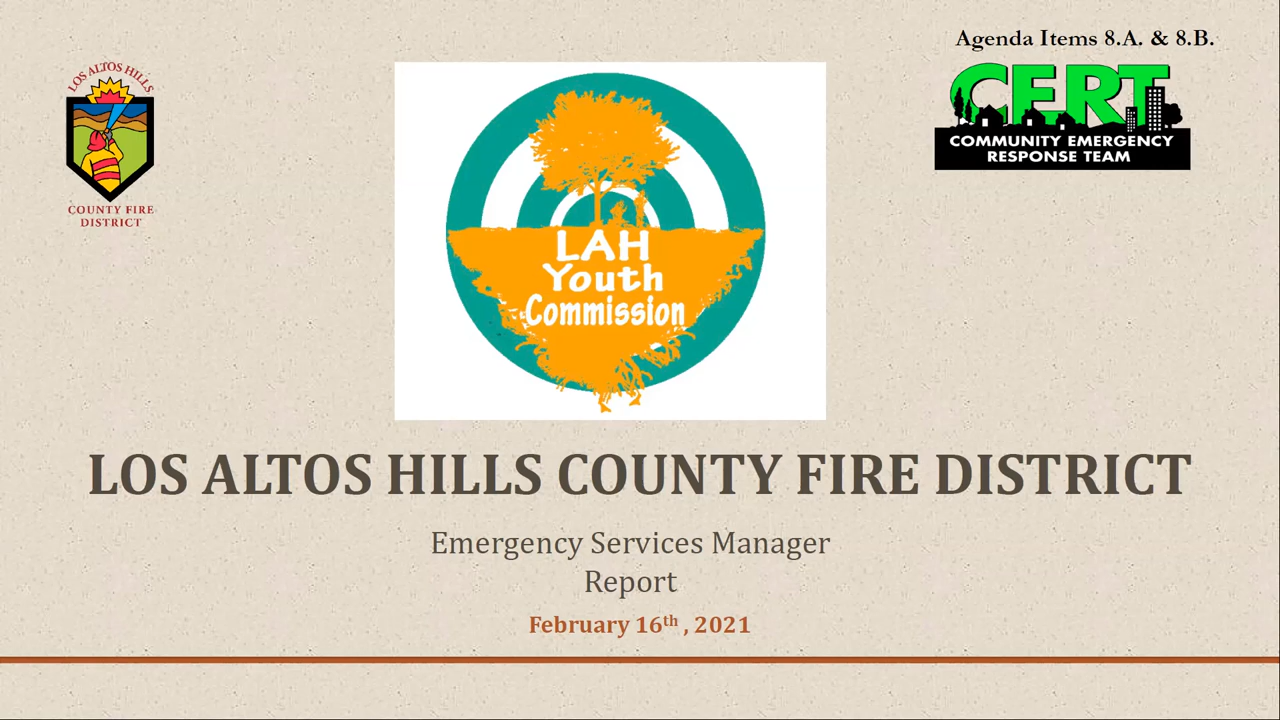 Agenda Items 8.A. & 8.B.
LOS ALTOS HILLS
COUNTY FIRE
DISTRICT
CERT
COMMUNITY EMERGENCY
RESPONSE TEAM
LAH
Youth
Commission
LOS ALTOS HILLS COUNTY FIRE DISTRICT
Emergency Services Manager
Report
February 16th , 2021